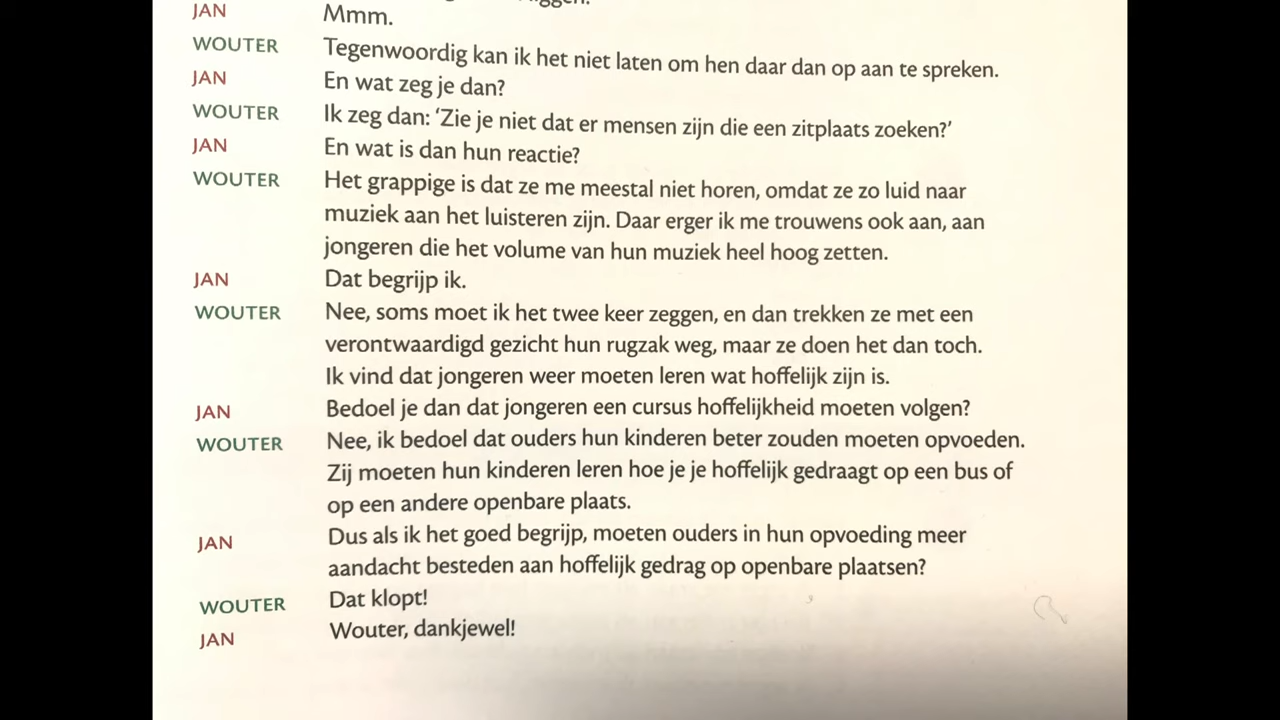 JAN Mmm.
WOUTER Tegenwoordig kan ik het niet laten om hen daar dan op aan te spreken.
JAN En wat zeg je dan?
WOUTER Ik zeg dan: ‘Zie je niet dat er mensen zijn die een zitplaats zoeken?’
JAN En wat is dan hun reactie?
WOUTER Het grappige is dat ze me meestal niet horen, omdat ze zo luid naar
muziek aan het luisteren zijn. Daar erger ik me trouwens ook aan, aan
jongeren die het volume van hun muziek heel hoog zetten.
JAN Dat begrijp ik.
WOUTER Nee, soms moet ik het twee keer zeggen, en dan trekken ze met een
verontwaardigd gezicht hun rugzak weg, maar ze doen het dan toch.
Ik vind dat jongeren weer moeten leren wat hoffelijk zijn is.
JAN Bedoel je dan dat jongeren een cursus hoffelijkheid moeten volgen?
WOUTER Nee, ik bedoel dat ouders hun kinderen beter zouden moeten opvoeden.
Zij moeten hun kinderen leren hoe je je hoffelijk gedraagt op een bus of
op een andere openbare plaats.
JAN Dus als ik het goed begrijp, moeten ouders in hun opvoeding meer
aandacht besteden aan hoffelijk gedrag op openbare plaatsen?
WOUTER Dat klopt!
JAN Wouter, dankjewel!